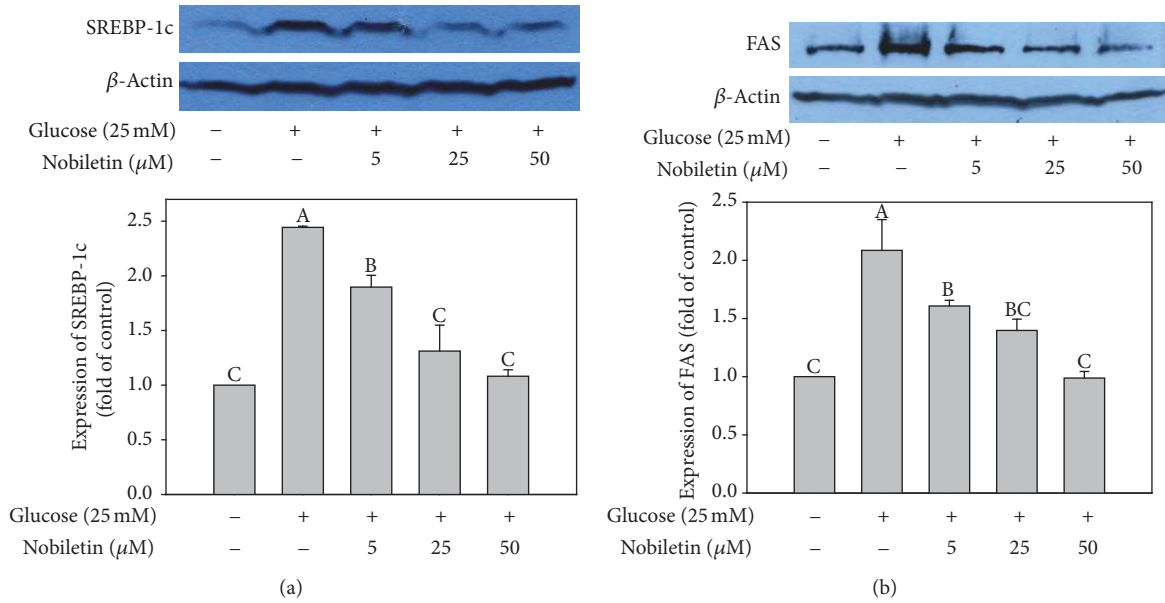 SREBP-1c
β-Actin
Glucose (25 mM) − + + + +
Nobiletin (μM) − − 5 25 50
Expression of SREBP-1c
(fold of control)
2.5
2.0
1.5
1.0
0.5
0.0
C A B C C
Glucose (25 mM) − + + + +
Nobiletin (μM) − − 5 25 50
(a)
FAS
β-Actin
Glucose (25 mM) − + + + +
Nobiletin (μM) − − 5 25 50
Expression of FAS (fold of control)
2.5
2.0
1.5
1.0
0.5
0.0
C A B BC C
Glucose (25 mM) − + + + +
Nobiletin (μM) − − 5 25 50
(b)